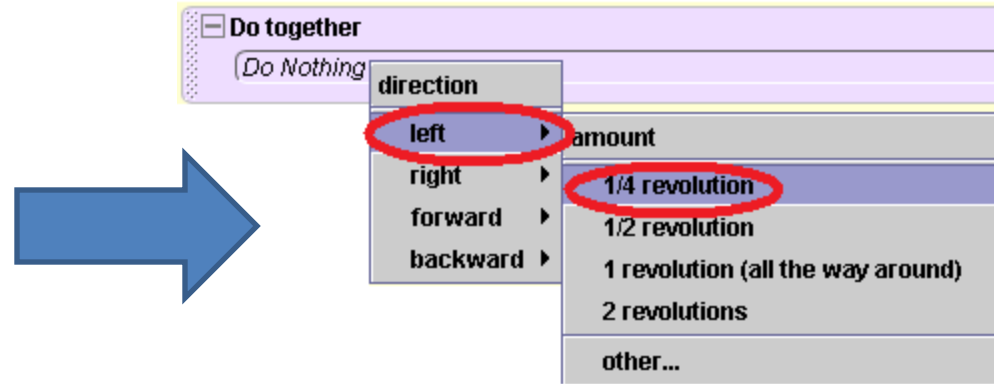 Do together
Do Nothing
direction
left
right
forward
backward
amount
1/4 revolution
1/2 revolution
1 revolution (all the way around)
2 revolutions
other...